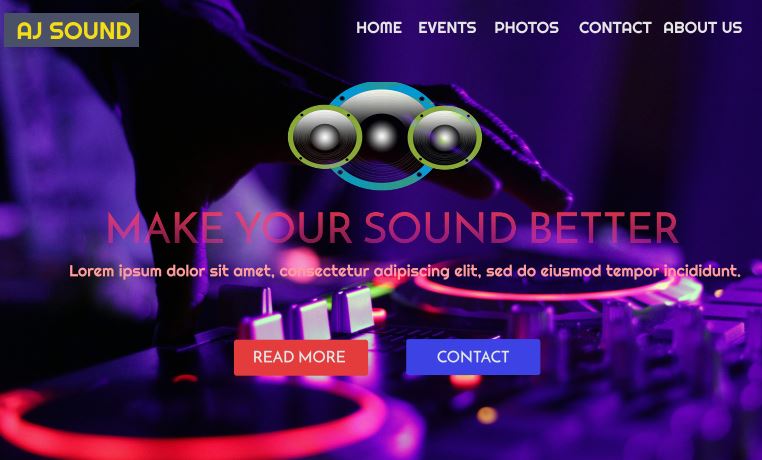 AJ SOUND
HOME EVENTS PHOTOS CONTACT ABOUT US
MAKE YOUR SOUND BETTER
Lorem ipsum dolor sit amet, consectetur adipiscing elit, sed do eiusmod tempor incididunt.
READ MORE CONTACT